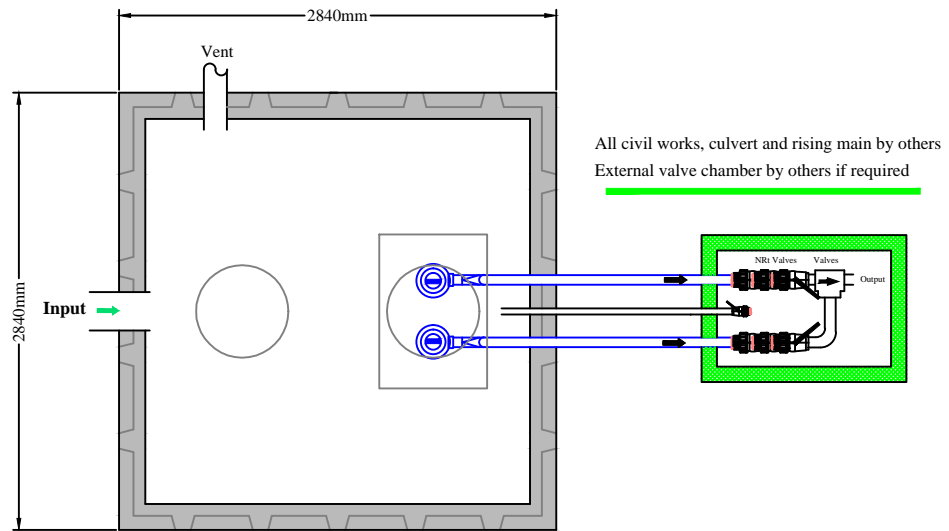 2840mm
Vent
All civil works, culvert and rising main by others
External valve chamber by others if required
NRt Valves Valves
Output
Input
2840mm